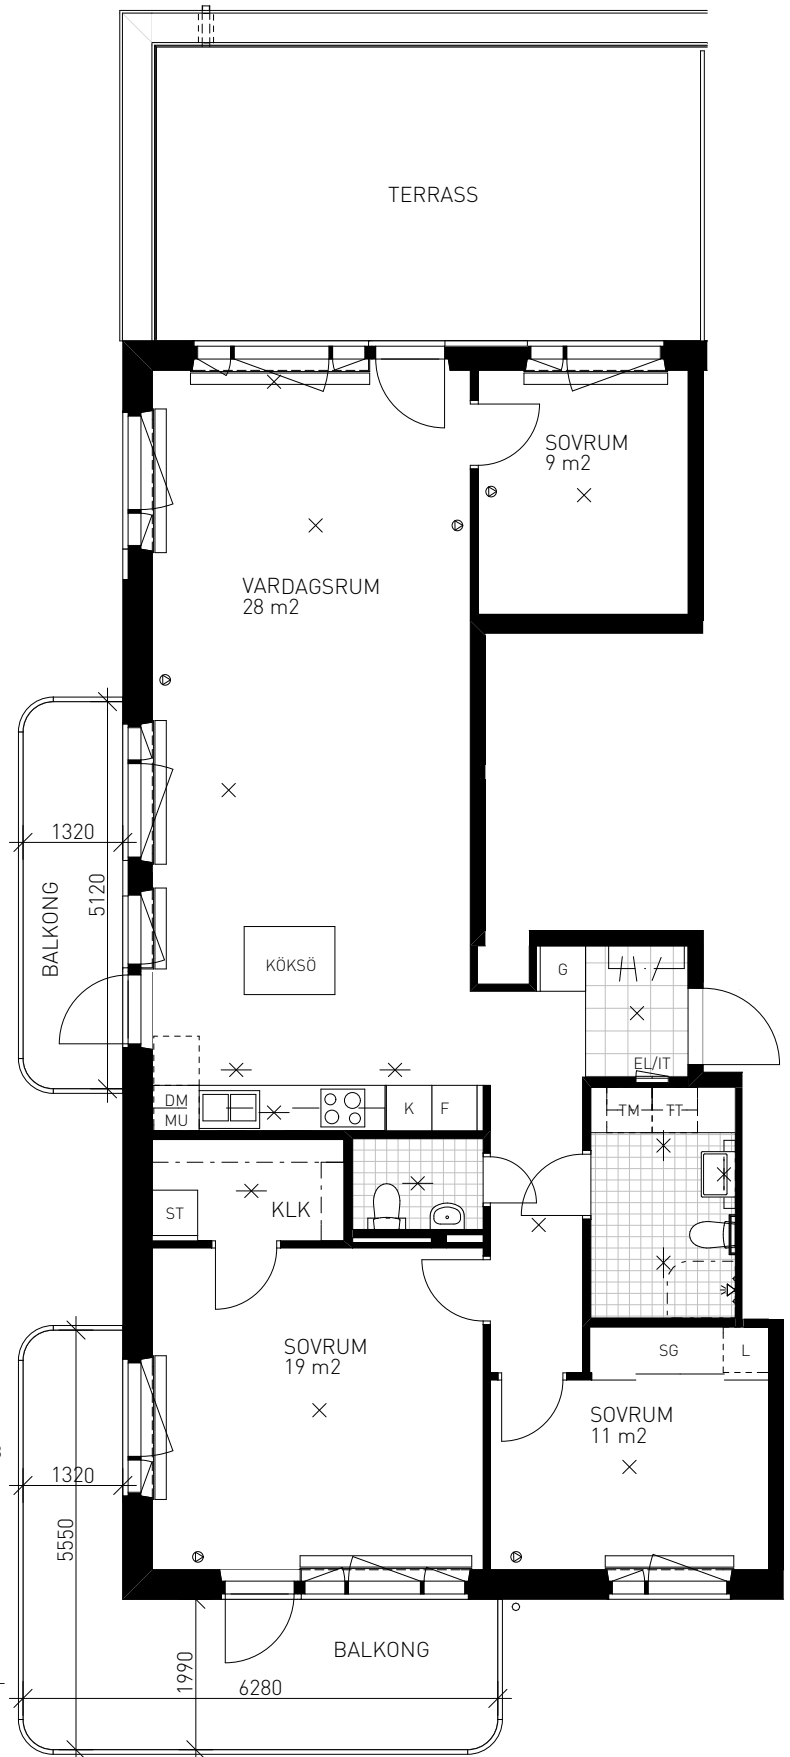 TERRASS
SOVRUM
9 m2
VARDAGSRUM
28 m2
1320
5120
BALKONG
KÖKSÖ
G
EL/IT
DM
MU
K
F
TM
TT
ST
KLK
SOVRUM
19 m2
SG
L
SOVRUM
11 m2
1320
5550
BALKONG
1990
6280